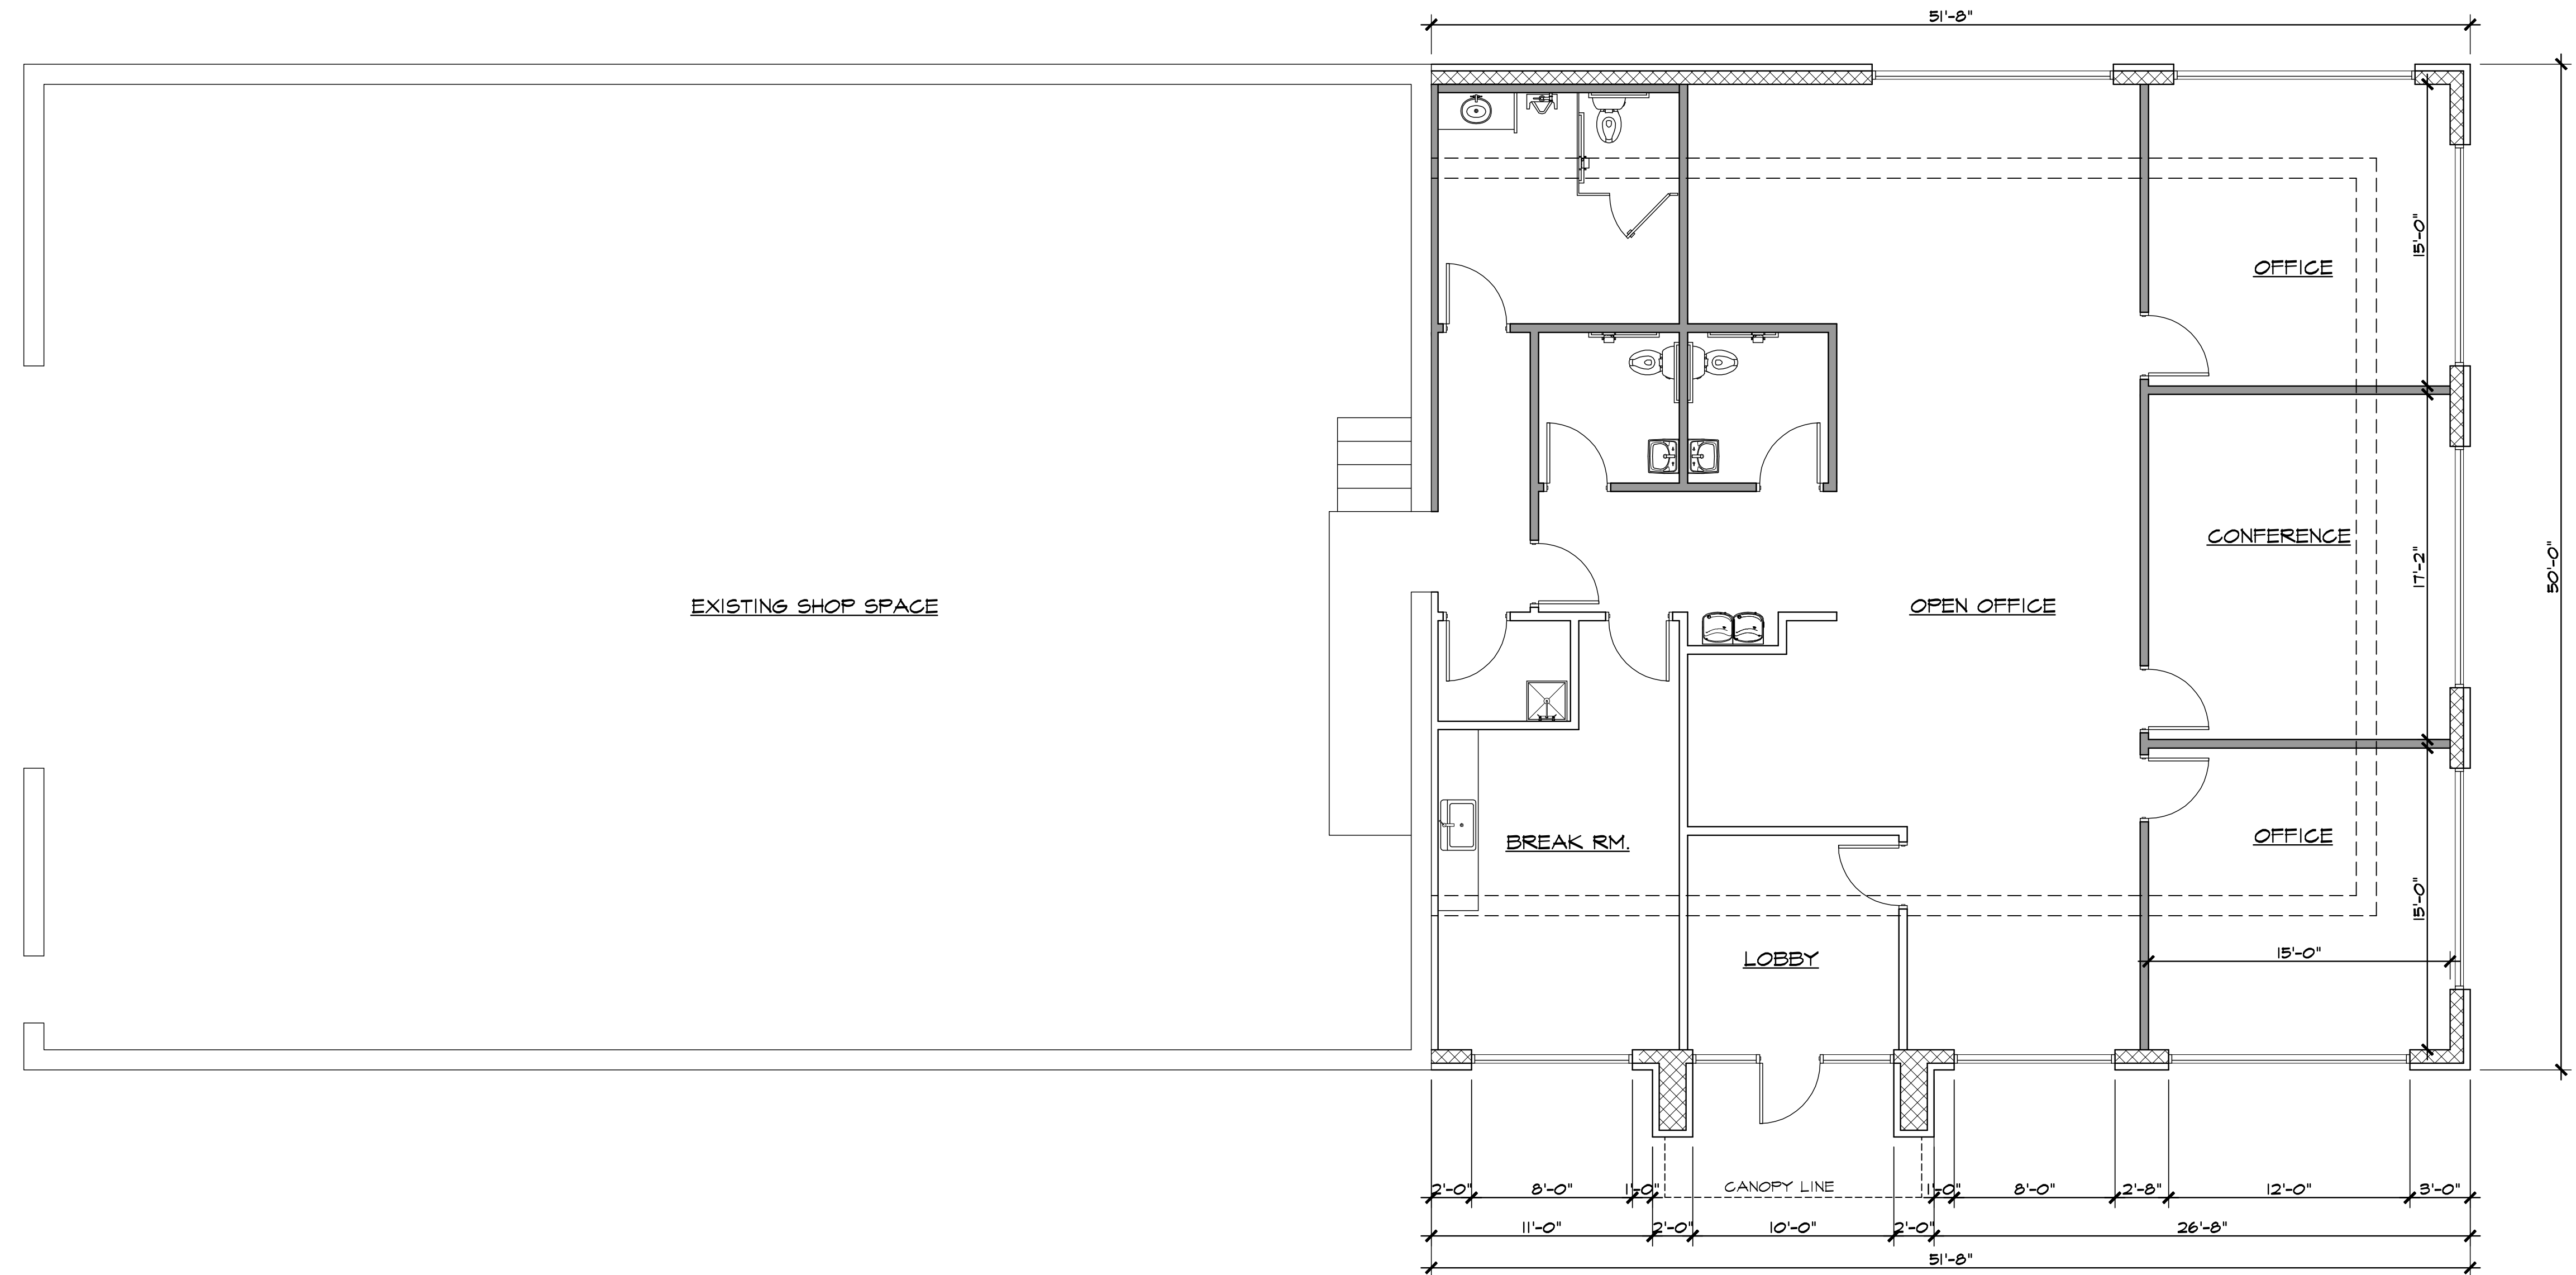 51'-8"
15'-0"
OFFICE
CONFERENCE
17'-2"
50'-0"
EXISTING SHOP SPACE
OPEN OFFICE
BREAK RM.
OFFICE
15'-0"
LOBBY
15'-0"
CANOPY LINE
2'-0" 8'-0" 1'-0" 1'-0" 8'-0" 2'-8" 12'-0" 3'-0"
11'-0" 2'-0" 10'-0" 2'-0" 26'-8"
51'-8"